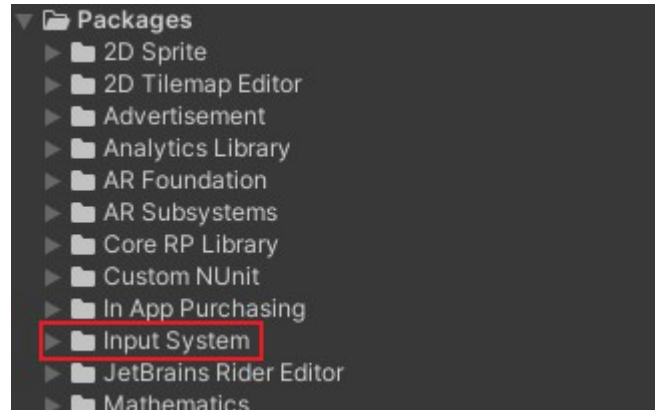 Packages
2D Sprite
2D Tilemap Editor
Advertisement
Analytics Library
AR Foundation
AR Subsystems
Core RP Library
Custom NUnit
In App Purchasing
Input System
JetBrains Rider Editor
Mathematics